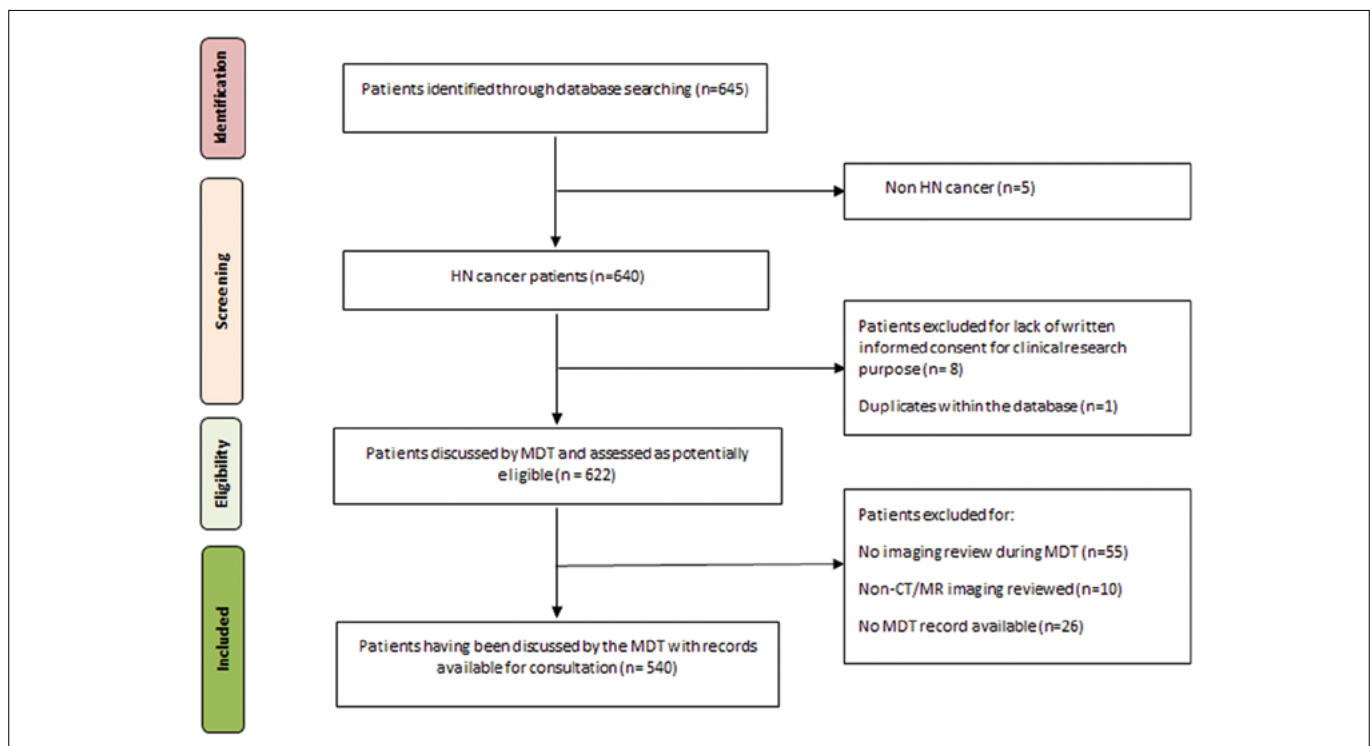 Identification
Patients identified through database searching (n=645)
Non HN cancer (n=5)
Screening
HN cancer patients (n=640)
Patients excluded for lack of written
informed consent for clinical research
purpose (n= 8)
Duplicates within the database (n=1)
Eligibility
Patients discussed by MDT and assessed as potentially
eligible (n = 622)
Patients excluded for:
No imaging review during MDT (n=55)
Non-CT/MR imaging reviewed (n=10)
No MDT record available (n=26)
Included
Patients having been discussed by the MDT with records
available for consultation (n= 540)